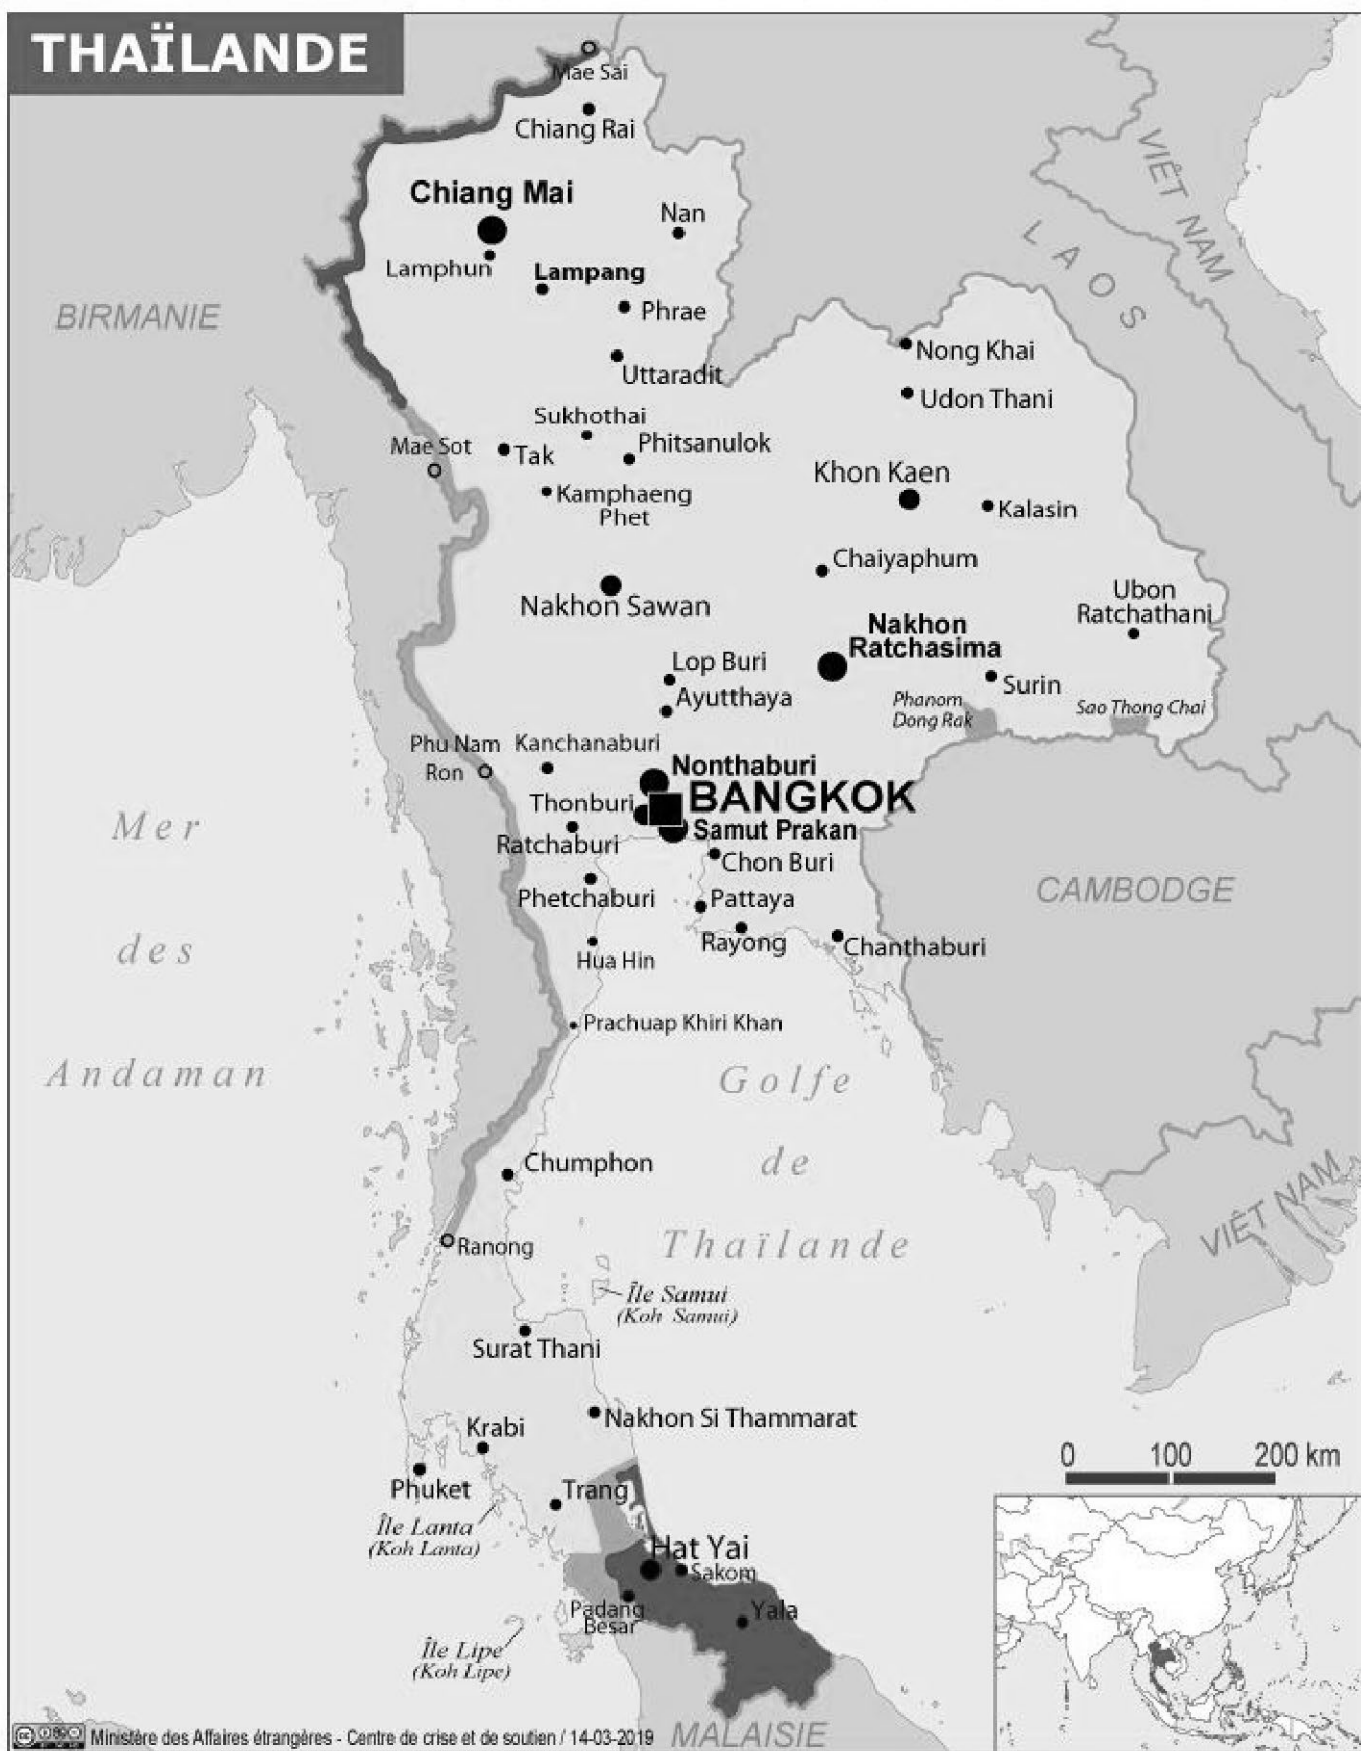 THAÏLANDE
Mae Sai
Chiang Rai
Chiang Mai
Nan
Lamphun
Lampang
Phrae
Uttaradit
VIÊT NAM
LAOS
BIRMANIE
Nong Khai
Udon Thani
Sukhothai
Mae Sot
Tak
Phitsanulok
Kamphaeng
Phet
Khon Kaen
Kalasin
Chaiyaphum
Nakhon Sawan
Ubon
Ratchathani
Nakhon
Ratchasima
Lop Buri
Ayutthaya
Surin
Phanom
Dong Rak
Sao Thong Chai
Phu Nam
Ron
Kanchanaburi
Nonthaburi
BANGKOK
Thonburi
Samut Prakan
Ratchaburi
Chon Buri
Phetchaburi
Pattaya
Rayong
Chanthaburi
Hua Hin
CAMBODGE
Mer
des
Andaman
Prachuap Khiri Khan
Golfe
de
Thaïlande
Chumphon
Ranong
VIÊT NAM
Île Samui
(Koh Samui)
Surat Thani
Nakhon Si Thammarat
Krabi
Phuket
Trang
Île Lanta
(Koh Lanta)
Hat Yai
Sakom
Padang
Besar
Yala
Île Lipe
(Koh Lipe)
0 100 200 km
MALAISIE
Ministère des Affaires étrangères - Centre de crise et de soutien / 14-03-2019